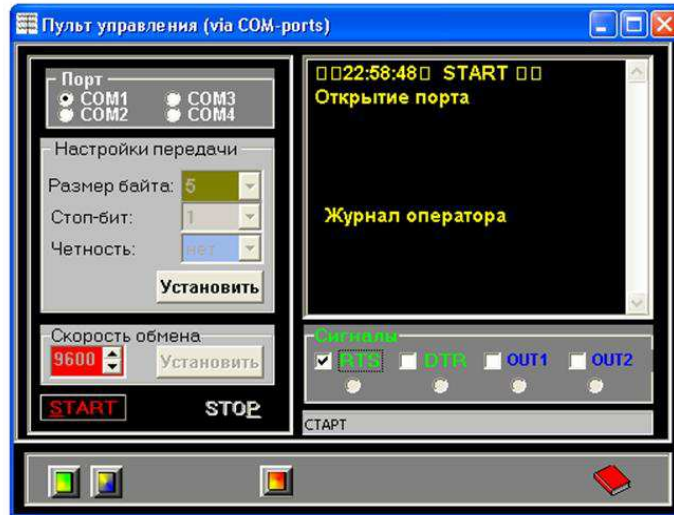 Пульт управления (via COM-ports)
Порт
COM1 COM3
COM2 COM4
Настройки передачи
Размер байта: 5
Стоп-бит: 1
Четность: нет
Установить
Скорость обмена
9600 Установить
START STOP
22:58:48 START
Открытие порта
Журнал оператора
Сигналы
RTS DTR OUT1 OUT2
СТАРТ